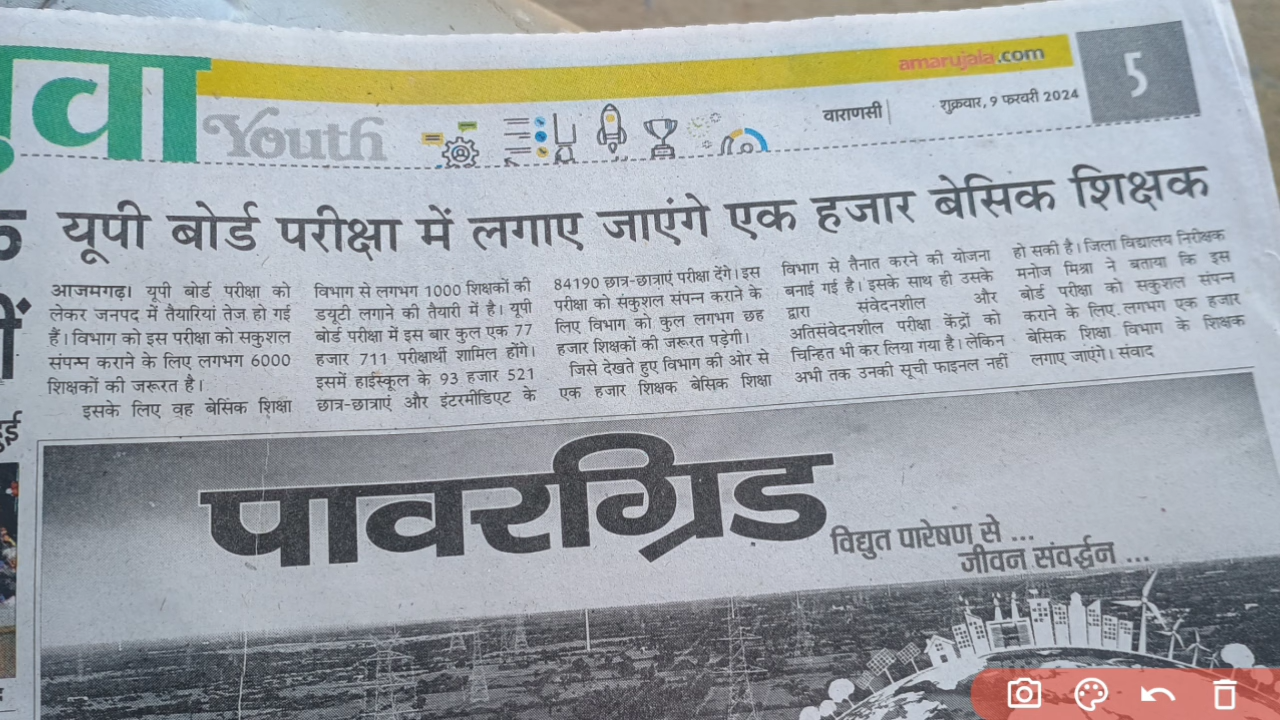 युवा
Youth
amarujala.com
वाराणसी
शुक्रवार, 9 फरवरी 2024
5
यूपी बोर्ड परीक्षा में लगाए जाएंगे एक हजार बेसिक शिक्षक
आजमगढ़। यूपी बोर्ड परीक्षा को
लेकर जनपद में तैयारियां तेज हो गई
हैं। विभाग को इस परीक्षा को सकुशल
संपन्न कराने के लिए लगभग 6000
शिक्षकों की जरूरत है।
इसके लिए वह बेसिक शिक्षा
विभाग से लगभग 1000 शिक्षकों की
डयूटी लगाने की तैयारी में है। यूपी
बोर्ड परीक्षा में इस बार कुल एक 77
हजार 711 परीक्षार्थी शामिल होंगे।
इसमें हाईस्कूल के 93 हजार 521
छात्र-छात्राएं और इंटरमीडिएट के
84190 छात्र-छात्राएं परीक्षा देंगे। इस
परीक्षा को संकुशल संपन्न कराने के
लिए विभाग को कुल लगभग छह
हजार शिक्षकों की जरूरत पड़ेगी।
जिसे देखते हुए विभाग की ओर से
एक हजार शिक्षक बेसिक शिक्षा
विभाग से तैनात करने की योजना
बनाई गई है। इसके साथ ही उसके
द्वारा संवेदनशील और
अतिसंवेदनशील परीक्षा केंद्रों को
चिन्हित भी कर लिया गया है। लेकिन
अभी तक उनकी सूची फाइनल नहीं
हो सकी है। जिला विद्यालय निरीक्षक
मनोज मिश्रा ने बताया कि इस
बोर्ड परीक्षा को सकुशल संपन्न
कराने के लिए लगभग एक हजार
बेसिक शिक्षा विभाग के शिक्षक
लगाए जाएंगे। संवाद
पावरग्रिड
विद्युत पारेषण से ...
जीवन संवर्द्धन ...